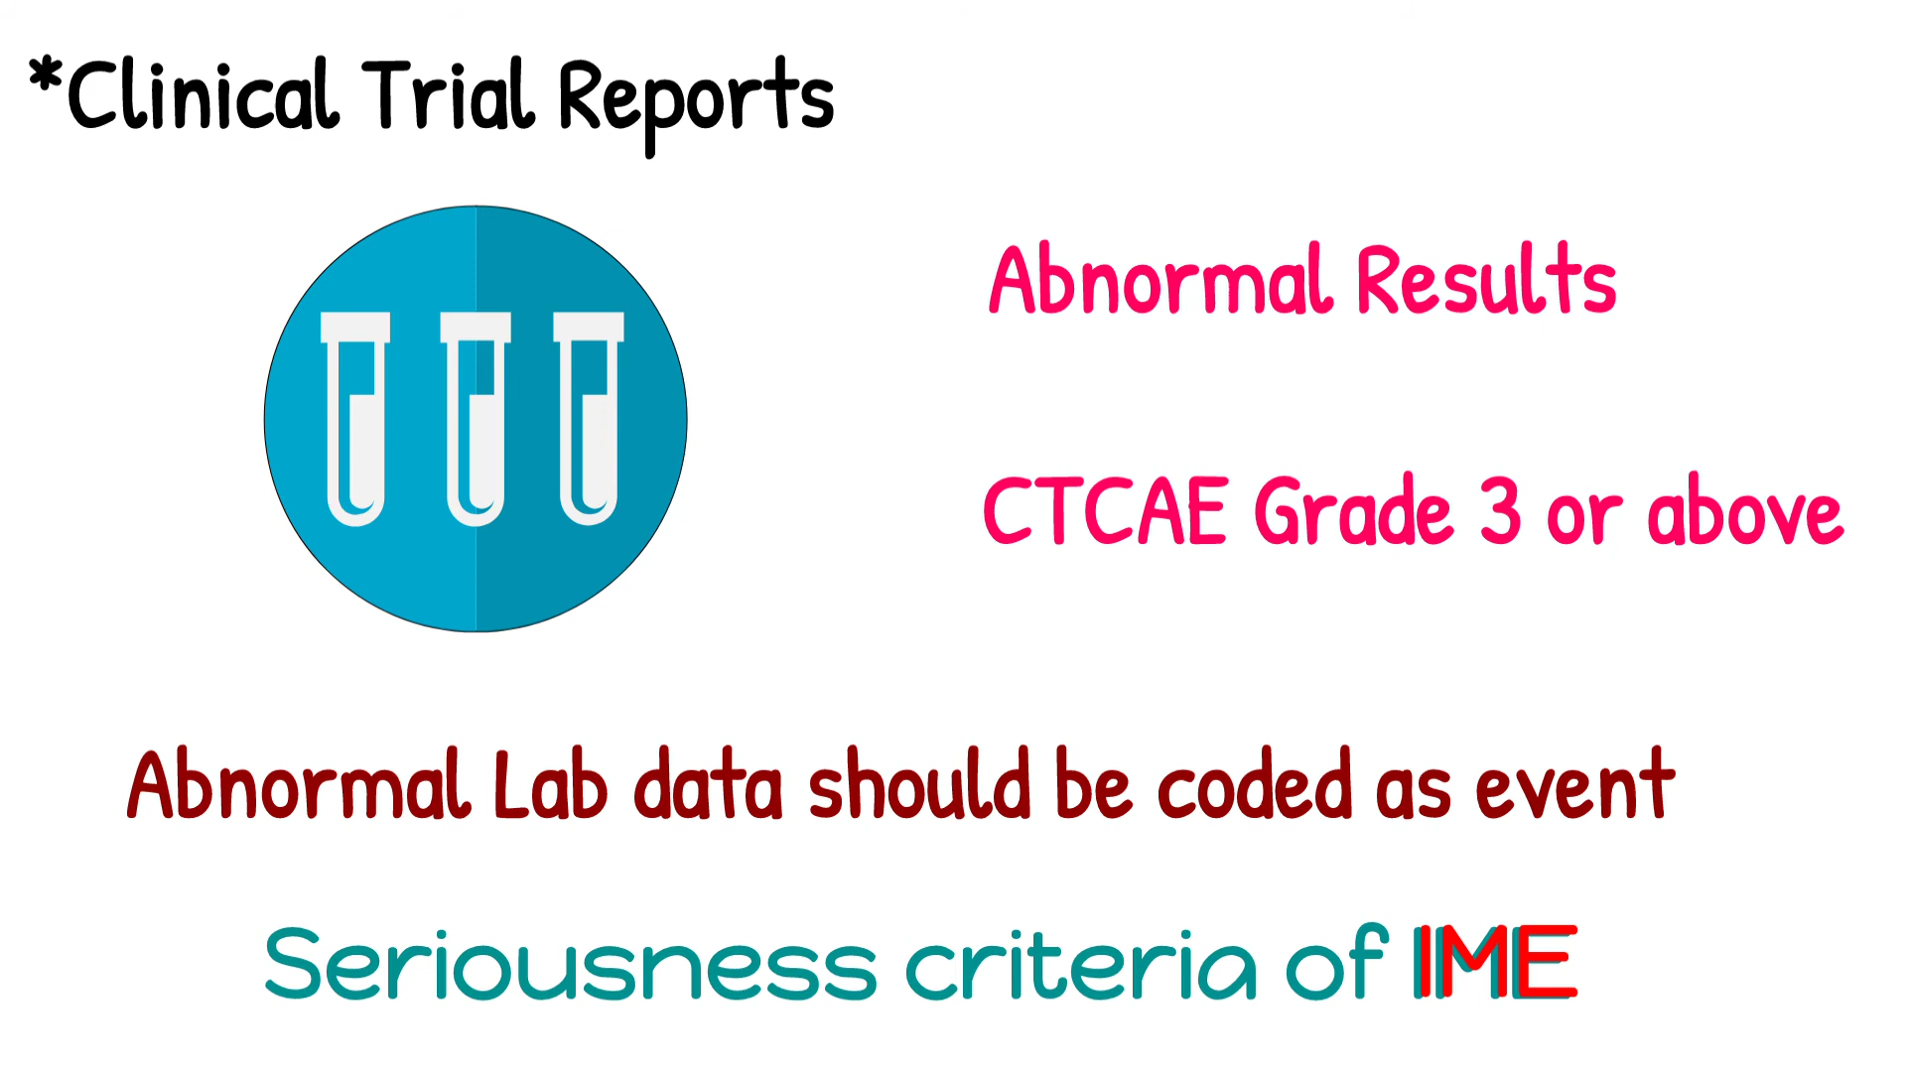 *Clinical Trial Reports
Abnormal Results
CTCAE Grade 3 or above
Abnormal Lab data should be coded as event
Seriousness criteria of IME